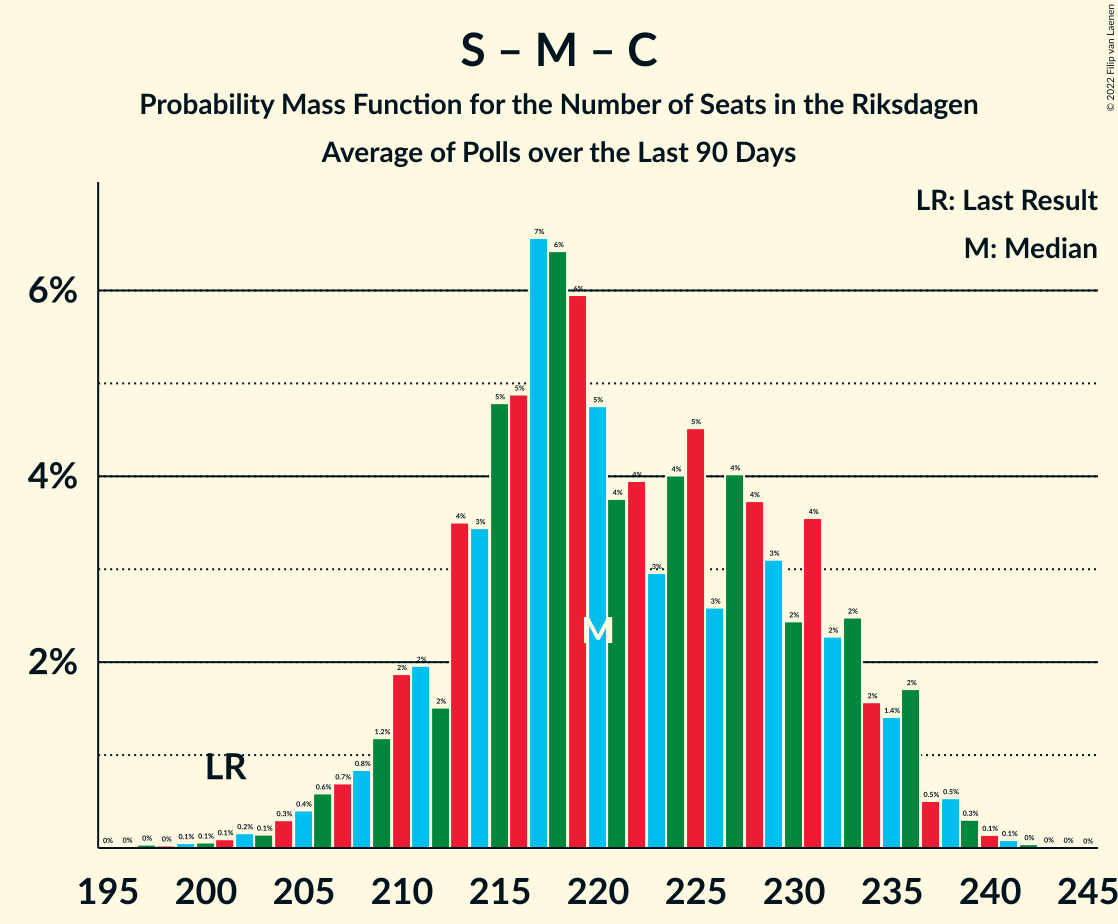 S – M – C
Probability Mass Function for the Number of Seats in the Riksdagen
Average of Polls over the Last 90 Days
© 2022 Filip van Laenen
LR: Last Result
M: Median
6%
4%
2%
0% 0% 0% 0% 0.1% 0.1% 0.1% 0.2% 0.1% 0.3% 0.4% 0.6% 0.7% 0.8% 1.2% 2% 2% 2% 4% 3% 5% 5% 7% 6% 6% 5% 4% 4% 3% 4% 5% 3% 4% 4% 3% 2% 4% 2% 2% 2% 1.4% 2% 0.5% 0.5% 0.3% 0.1% 0.1% 0% 0% 0% 0%
LR
M
195 200 205 210 215 220 225 230 235 240 245